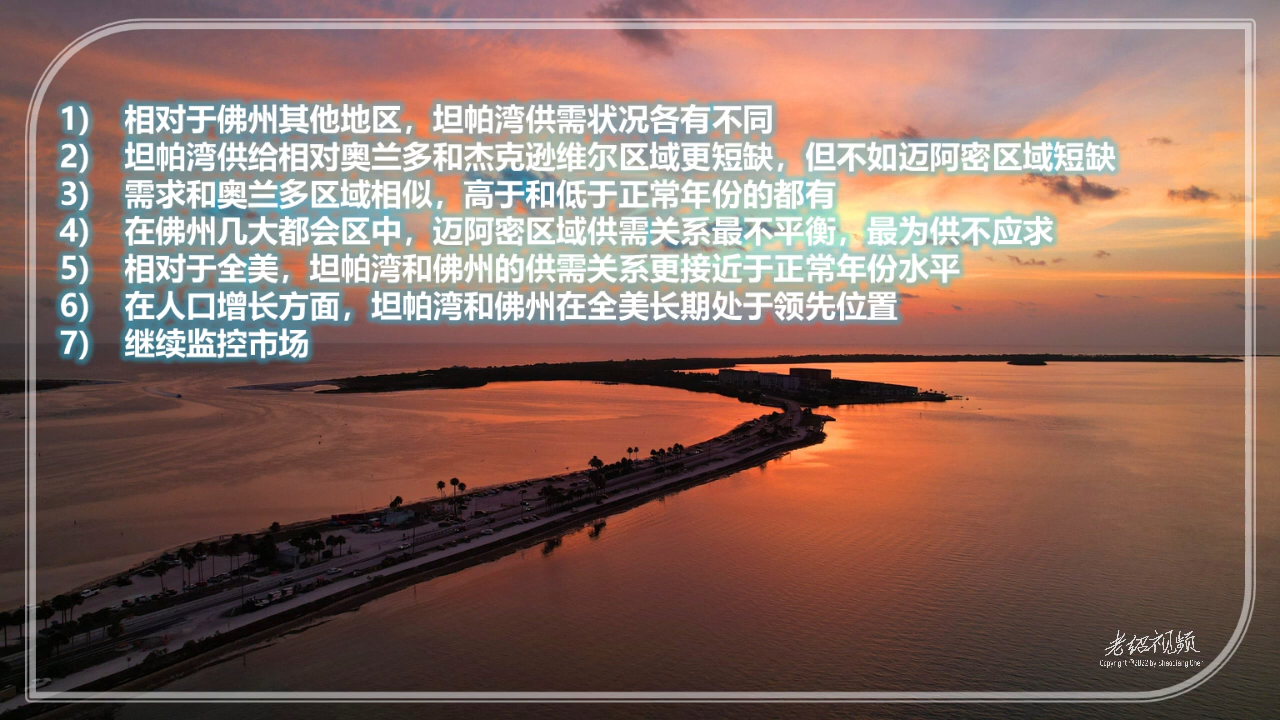 1) 相对于佛州其他地区，坦帕湾供需状况各有不同
2) 坦帕湾供给相对奥兰多和杰克逊维尔区域更短缺，但不如迈阿密区域短缺
3) 需求和奥兰多区域相似，高于和低于正常年份的都有
4) 在佛州几大都会区中，迈阿密区域供需关系最不平衡，最为供不应求
5) 相对于全美，坦帕湾和佛州的供需关系更接近于正常年份水平
6) 在人口增长方面，坦帕湾和佛州在全美长期处于领先位置
7) 继续监控市场
老绍视频
Copyright ©2022 by Shaoqiang Chen